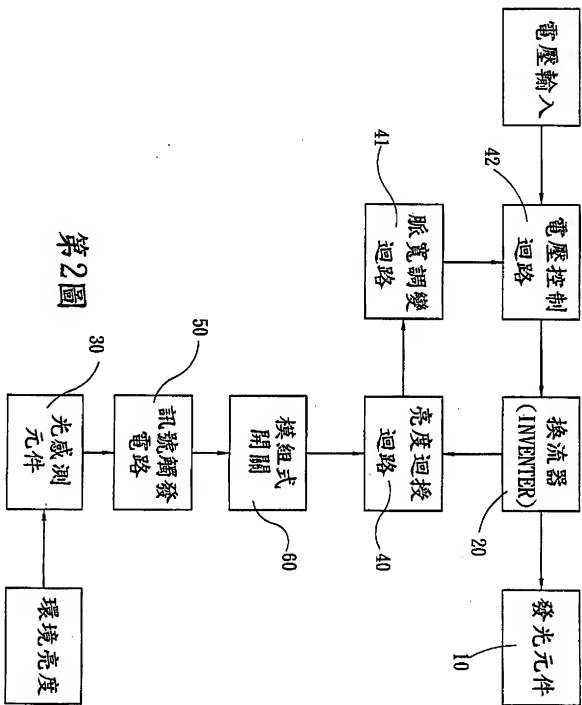 電壓輸入
42
電壓控制
迴路
換流器
(INVENTER)
20
發光元件
10
41
脈寬調變
迴路
亮度迴授
迴路
40
模組式
開關
60
50
訊號觸發
電路
30
光感測
元件
環境亮度
第2圖